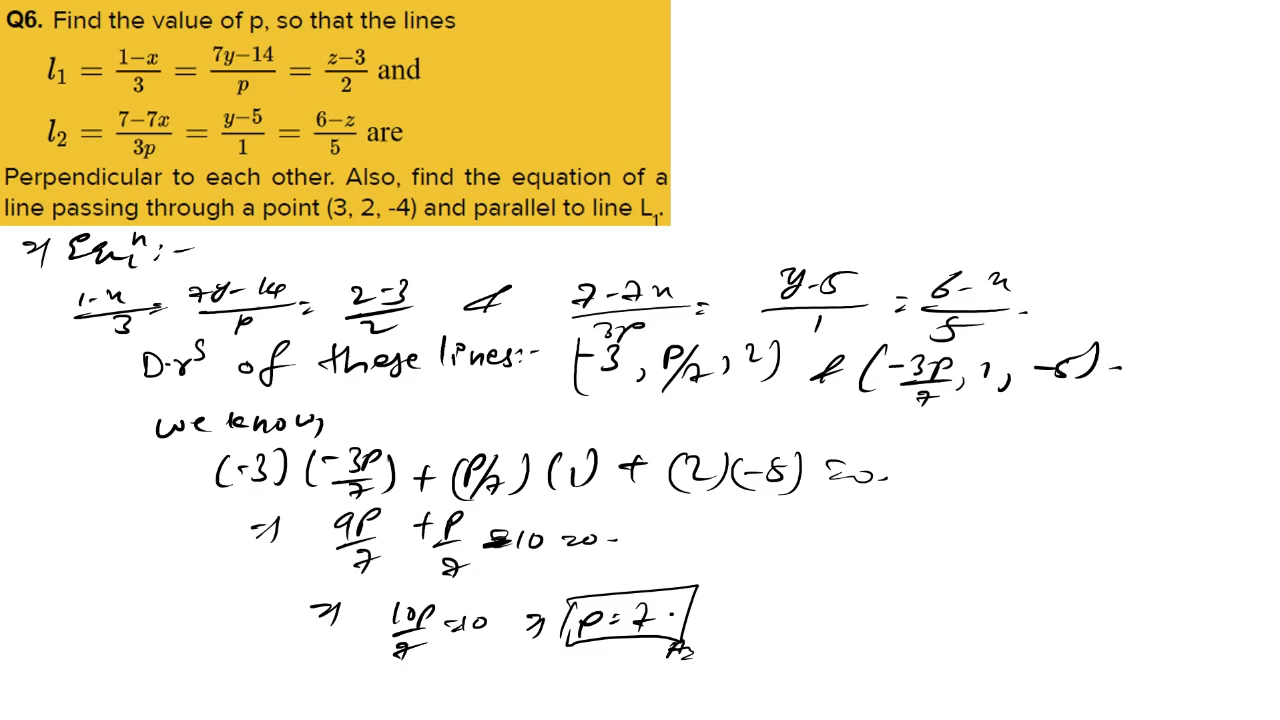 Q6. Find the value of p, so that the lines
l₁ = (1−x)/3 = (7y−14)/p = (z−3)/2 and
l₂ = (7−7x)/3p = (y−5)/1 = (6−z)/5 are
Perpendicular to each other. Also, find the equation of a
line passing through a point (3, 2, -4) and parallel to line L₁.
⇒ Eqⁿ:-
(1-x)/3 = (7y-14)/p = (z-3)/2 & (7-7x)/3p = (y-5)/1 = (6-x)/5.
D.rˢ of these lines:- (-3, P/7, 2) & (-3P/7, 1, -5).
we know,
(-3)(-3P/7) + (P/7)(1) + (2)(-5) = 0.
⇒ 9P/7 + P/7 - 10 = 0.
⇒ 10P/7 = 10 ⇒ P = 7.